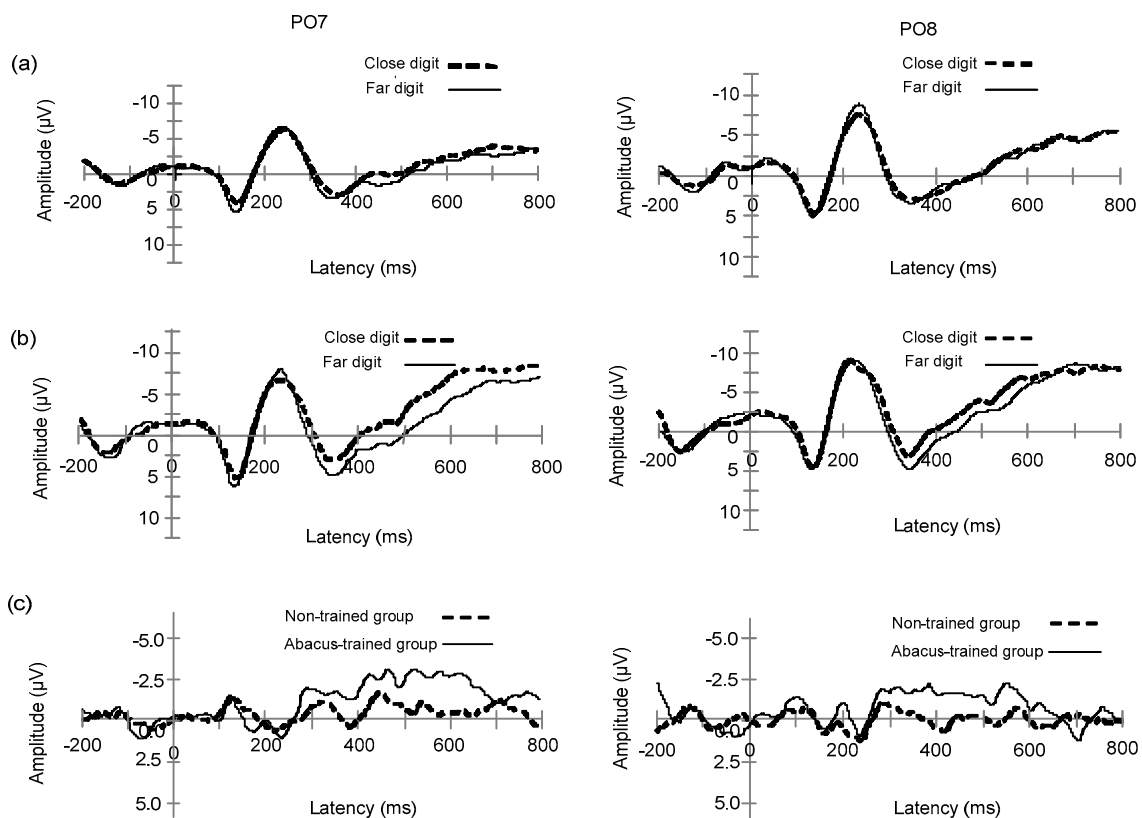 PO7
PO8
(a)
Close digit
Far digit
Amplitude (µV)
-10
-5
0
5
10
-200
0
200
400
600
800
Latency (ms)
Close digit
Far digit
Amplitude (µV)
-10
-5
0
5
10
-200
0
200
400
600
800
Latency (ms)
(b)
Close digit
Far digit
Amplitude (µV)
-10
-5
0
5
10
-200
0
200
400
600
800
Latency (ms)
Close digit
Far digit
Amplitude (µV)
-10
-5
0
5
10
-200
0
200
400
600
800
Latency (ms)
(c)
Non-trained group
Abacus-trained group
Amplitude (µV)
-5.0
-2.5
0.0
2.5
5.0
-200
0
200
400
600
800
Latency (ms)
Non-trained group
Abacus-trained group
Amplitude (µV)
-5.0
-2.5
0.0
2.5
5.0
-200
0
200
400
600
800
Latency (ms)